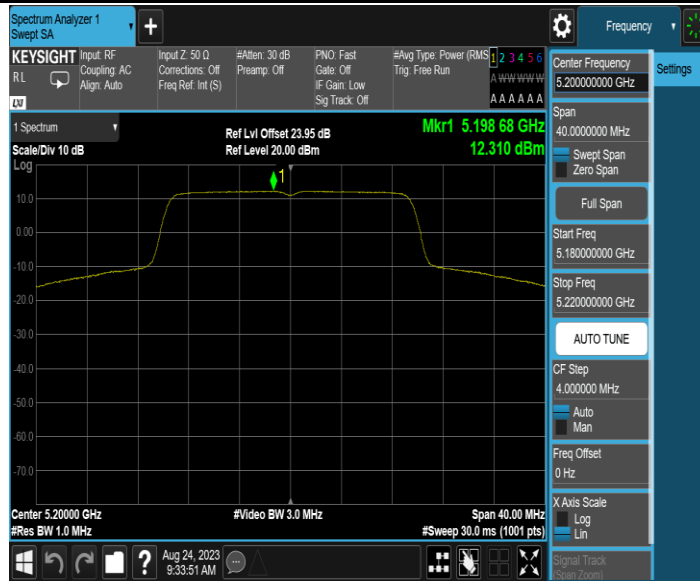 Spectrum Analyzer 1
Swept SA
Frequency
KEYSIGHT
RL
LXI
Input: RF
Coupling: AC
Align: Auto
Input Z: 50 Ω
Corrections: Off
Freq Ref: Int (S)
#Atten: 30 dB
Preamp: Off
PNO: Fast
Gate: Off
IF Gain: Low
Sig Track: Off
#Avg Type: Power (RMS
Trig: Free Run
1 2 3 4 5 6
A W W W W W
A A A A A A
1 Spectrum
Scale/Div 10 dB
Ref Lvl Offset 23.95 dB
Ref Level 20.00 dBm
Mkr1 5.198 68 GHz
12.310 dBm
Log
1
10.0
0.00
-10.0
-20.0
-30.0
-40.0
-50.0
-60.0
-70.0
Center 5.20000 GHz
#Res BW 1.0 MHz
#Video BW 3.0 MHz
Span 40.00 MHz
#Sweep 30.0 ms (1001 pts)
Aug 24, 2023
9:33:51 AM
Center Frequency
5.200000000 GHz
Settings
Span
40.0000000 MHz
Swept Span
Zero Span
Full Span
Start Freq
5.180000000 GHz
Stop Freq
5.220000000 GHz
AUTO TUNE
CF Step
4.000000 MHz
Auto
Man
Freq Offset
0 Hz
X Axis Scale
Log
Lin
Signal Track
(Span Zoom)